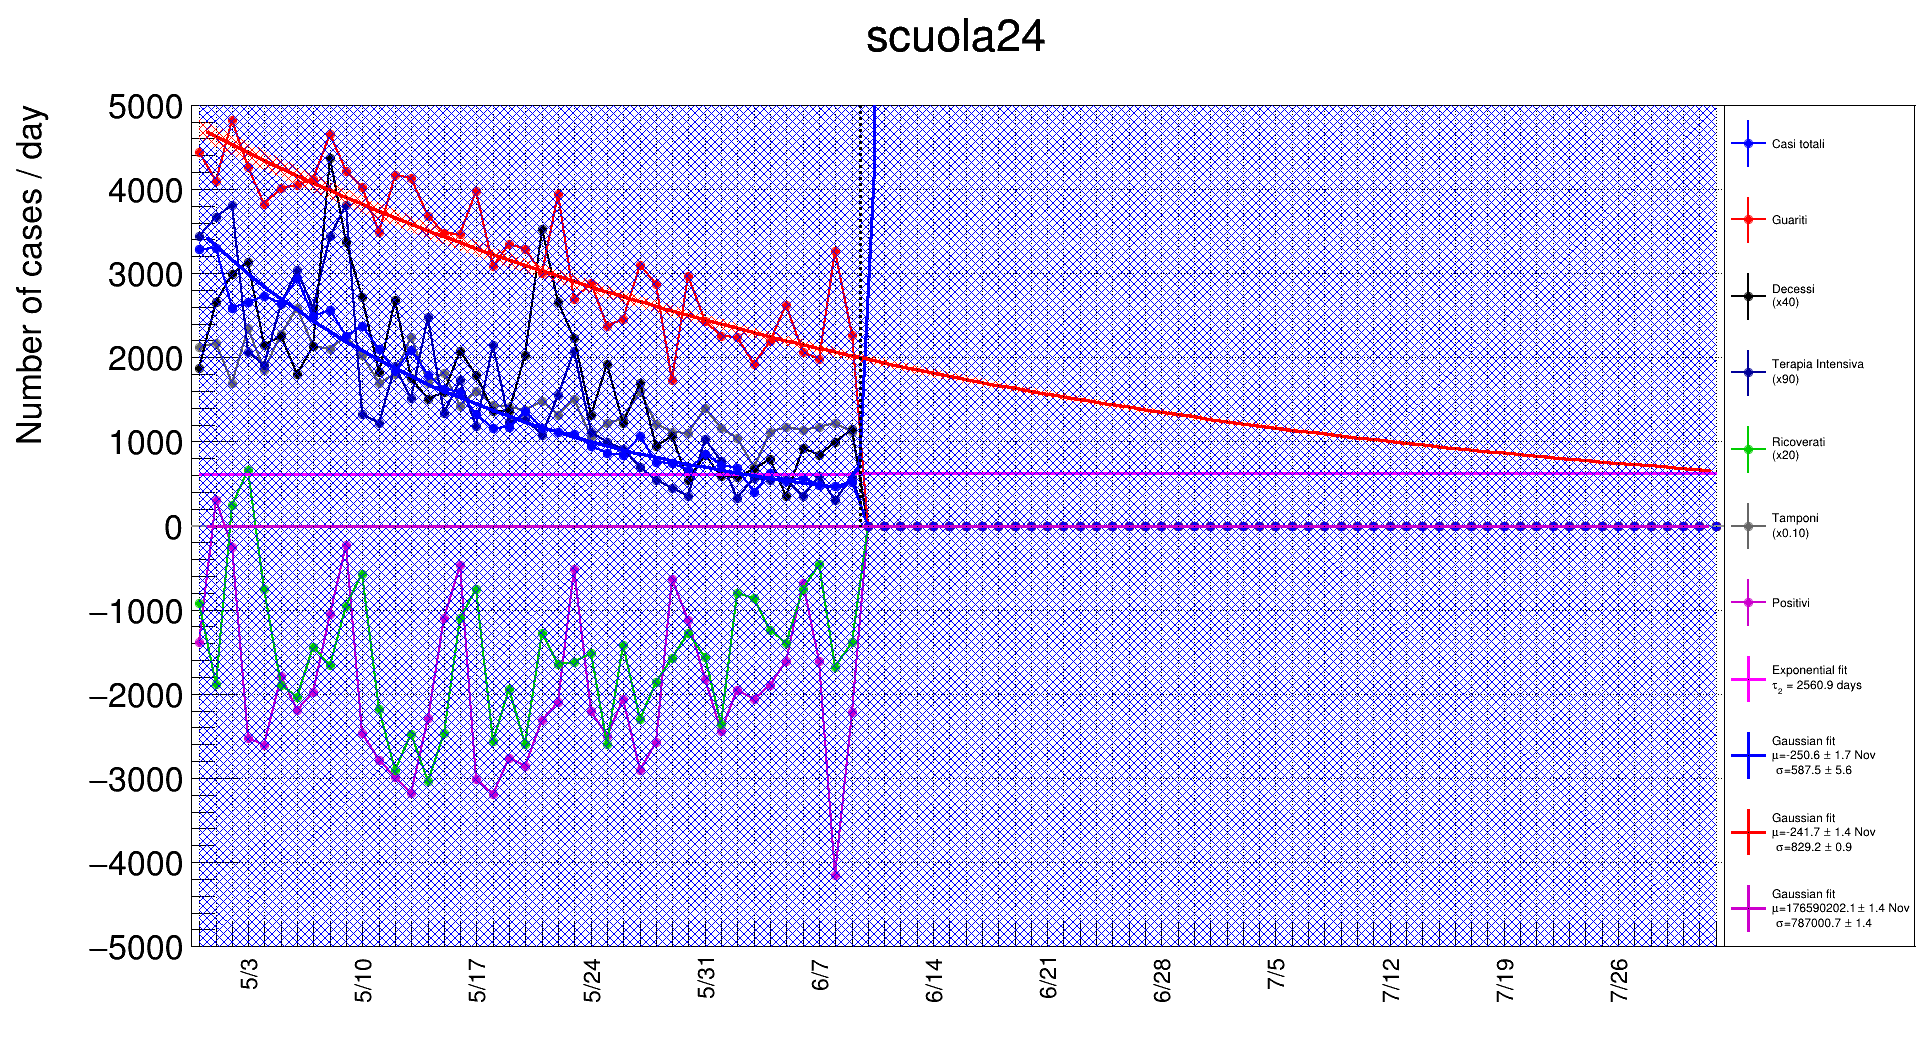 scuola24
Number of cases / day
5000
4000
3000
2000
1000
0
−1000
−2000
−3000
−4000
−5000
5/3
5/10
5/17
5/24
5/31
6/7
6/14
6/21
6/28
7/5
7/12
7/19
7/26
Casi totali
Guariti
Decessi
(x40)
Terapia Intensiva
(x90)
Ricoverati
(x20)
Tamponi
(x0.10)
Positivi
Exponential fit
τ2 = 2560.9 days
Gaussian fit
μ=-250.6 ± 1.7 Nov
σ=587.5 ± 5.6
Gaussian fit
μ=-241.7 ± 1.4 Nov
σ=829.2 ± 0.9
Gaussian fit
μ=176590202.1 ± 1.4 Nov
σ=787000.7 ± 1.4